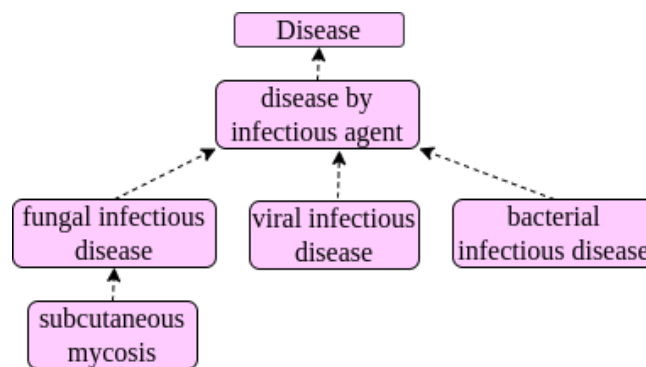 Disease
disease by
infectious agent
fungal infectious
disease
viral infectious
disease
bacterial
infectious disease
subcutaneous
mycosis